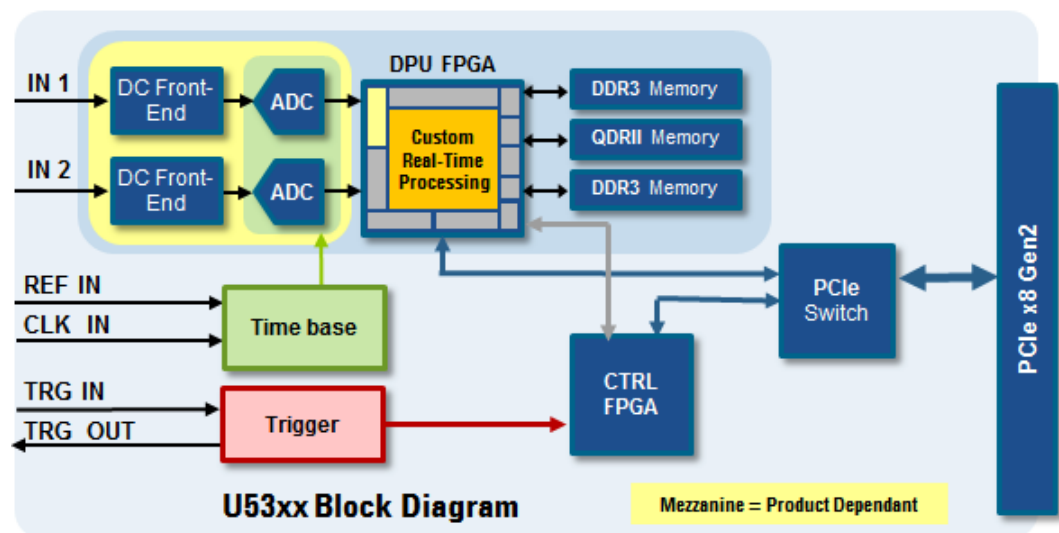 IN 1
DC Front-
End
ADC
DPU FPGA
Custom
Real-Time
Processing
DDR3 Memory
QDRII Memory
DDR3 Memory
IN 2
DC Front-
End
ADC
REF IN
CLK IN
Time base
TRG IN
TRG OUT
Trigger
CTRL
FPGA
PCIe
Switch
PCIe x8 Gen2
U53xx Block Diagram
Mezzanine = Product Dependant